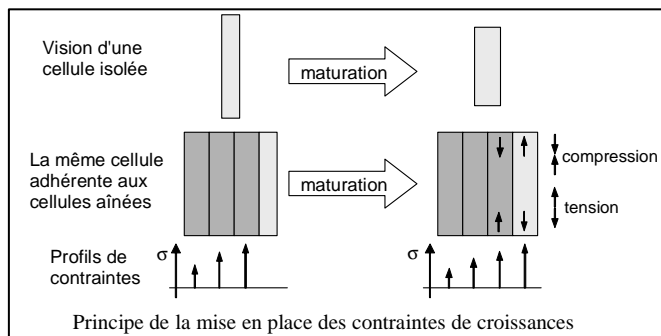 Vision d'une
cellule isolée
maturation
La même cellule
adhérente aux
cellules aînées
maturation
compression
tension
Profils de
contraintes
σ
σ
Principe de la mise en place des contraintes de croissances